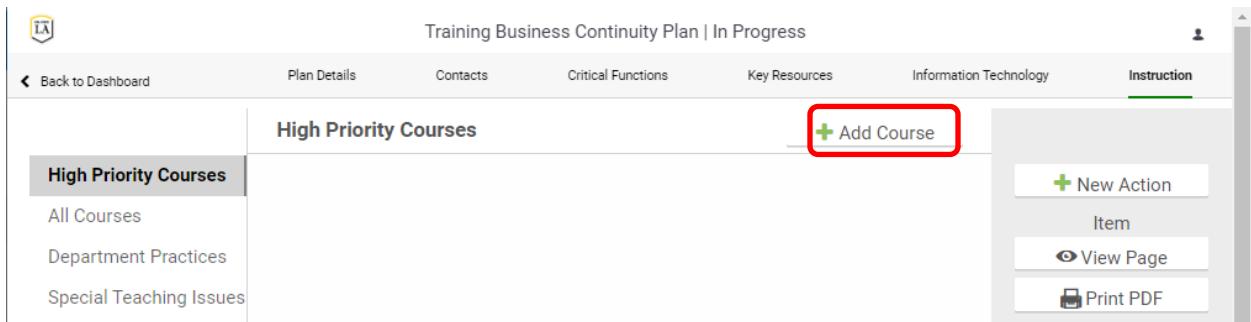 LA
Training Business Continuity Plan | In Progress
Back to Dashboard
Plan Details
Contacts
Critical Functions
Key Resources
Information Technology
Instruction
High Priority Courses
Add Course
High Priority Courses
All Courses
Department Practices
Special Teaching Issues
New Action
Item
View Page
Print PDF